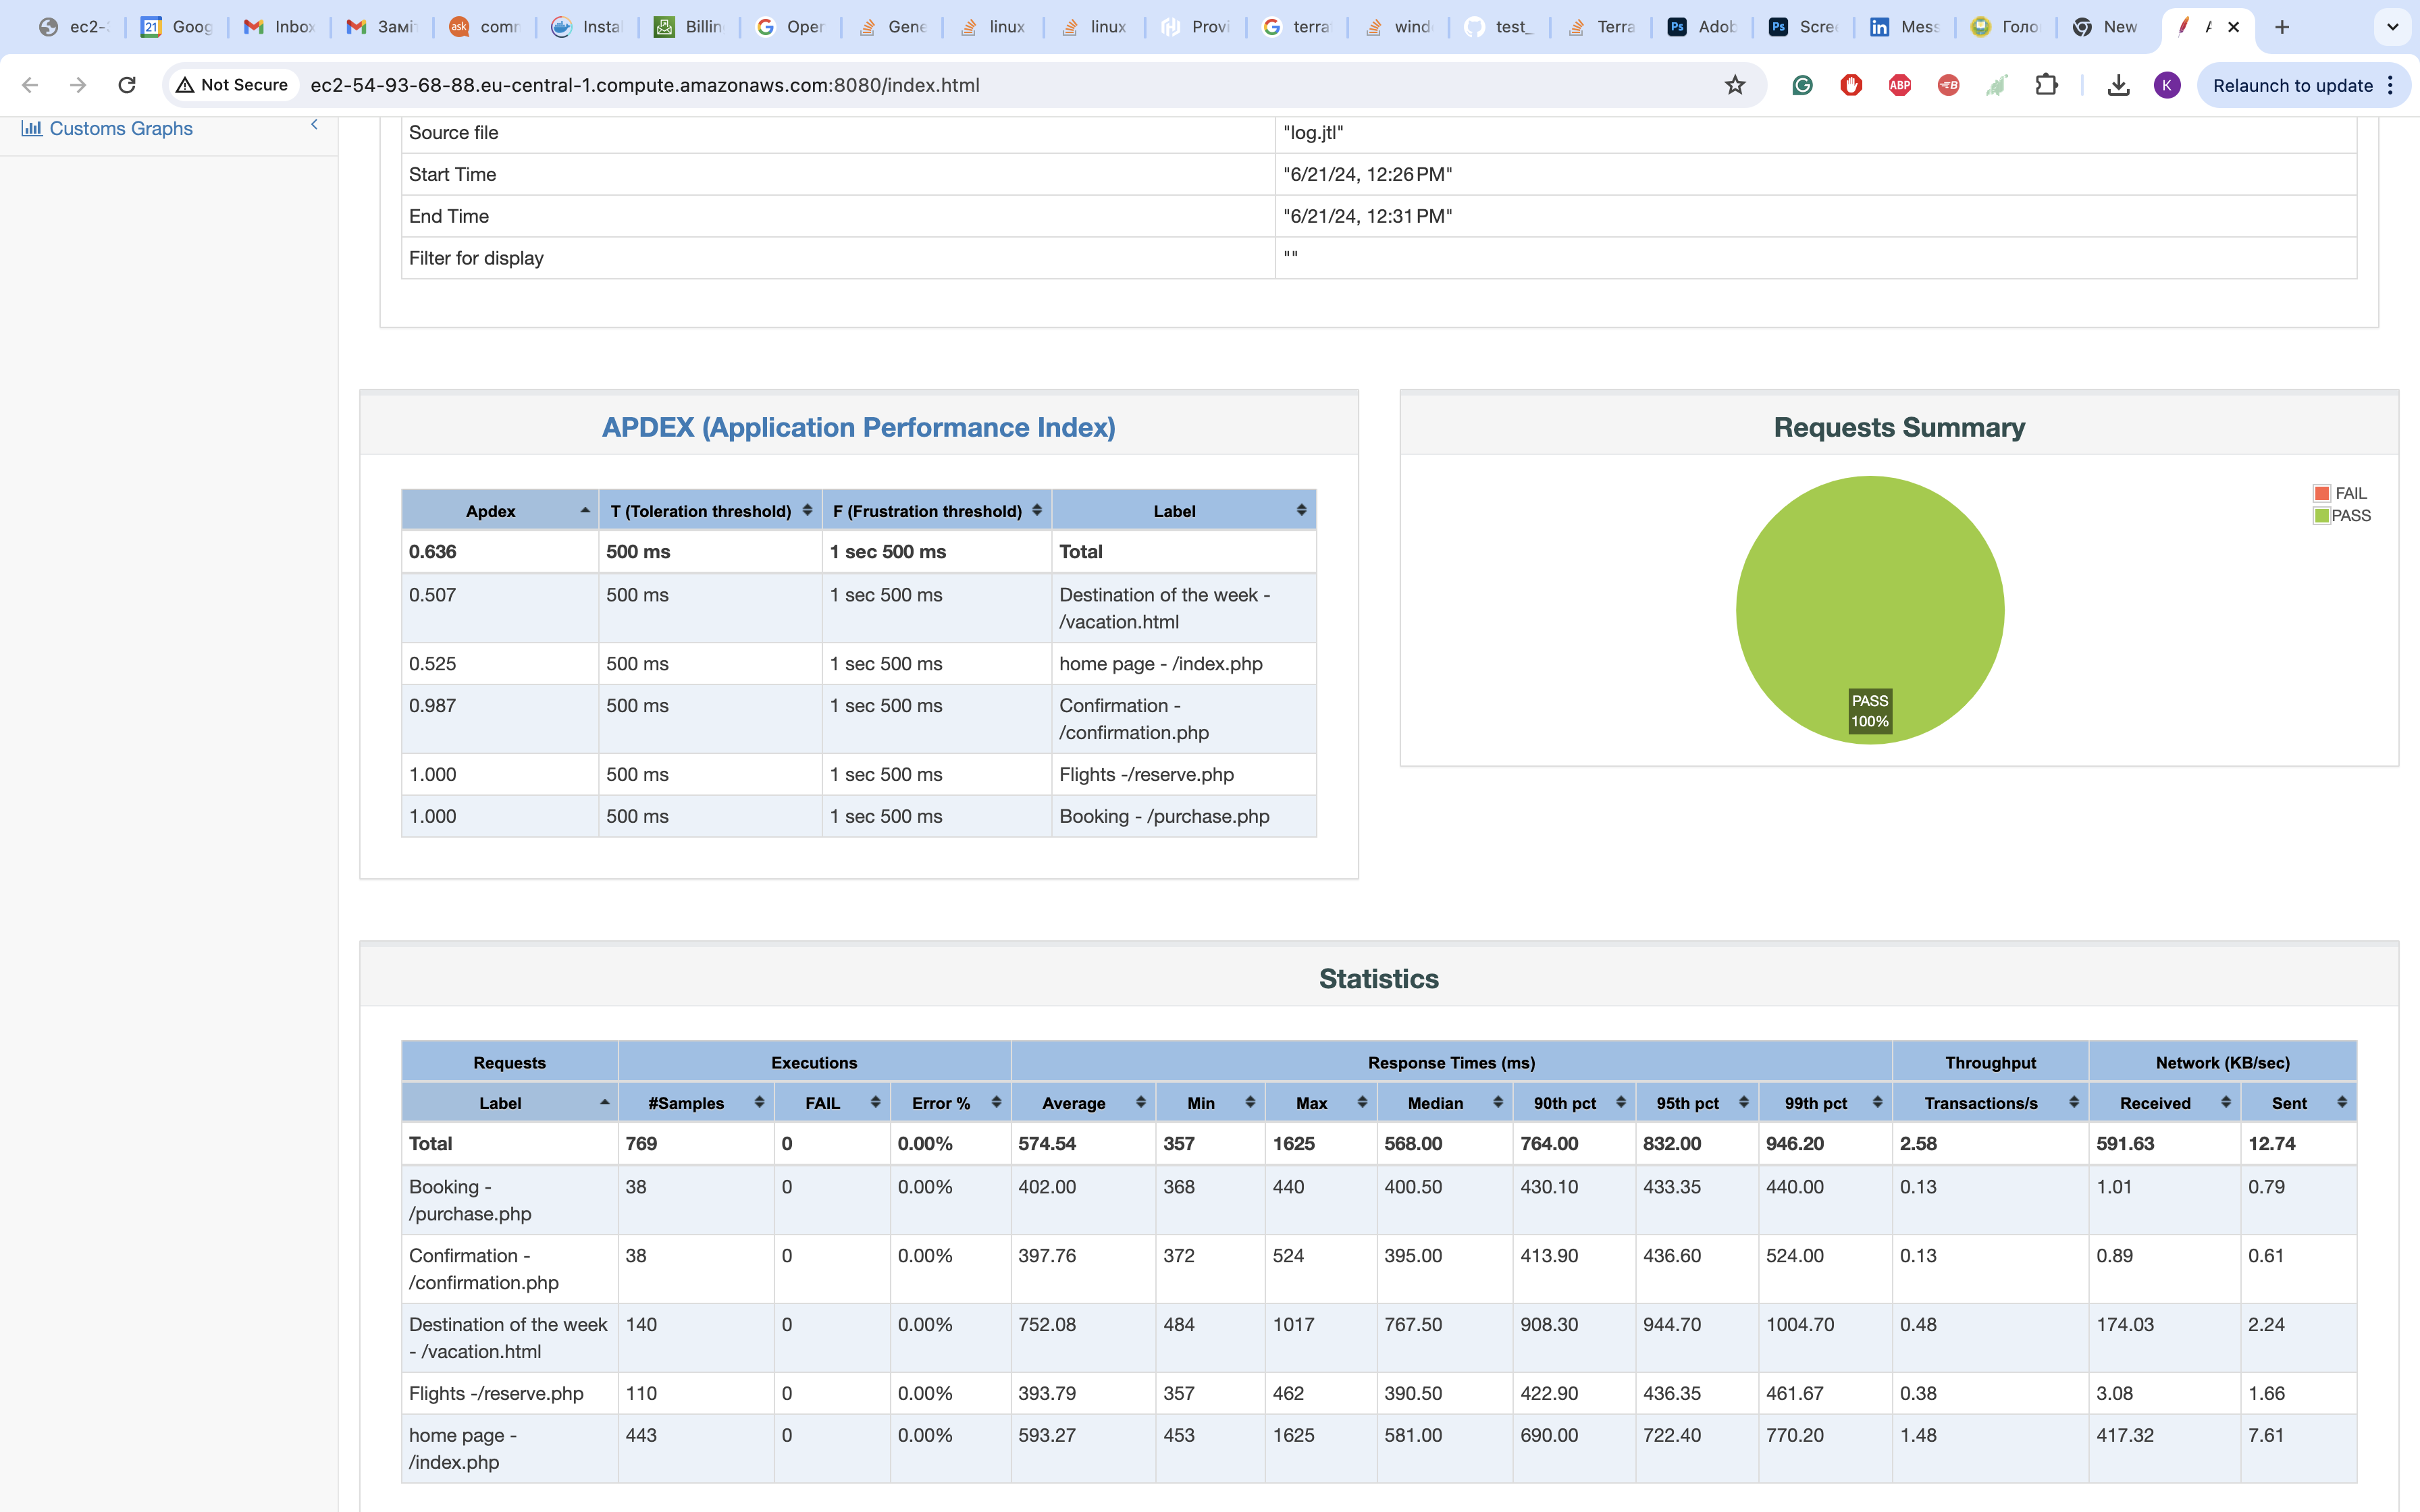 ec2-
21 Goog
Inbox
Замі
ask comm
Instal
Billin
Oper
Gene
linux
linux
Provi
terra
wind
test_
Terra
Ps Adob
Ps Scree
in Mess
Голо
New
Not Secure ec2-54-93-68-88.eu-central-1.compute.amazonaws.com:8080/index.html ABP K Relaunch to update
Customs Graphs
Source file "log.jtl"
Start Time "6/21/24, 12:26 PM"
End Time "6/21/24, 12:31 PM"
Filter for display ""
APDEX (Application Performance Index)
Apdex T (Toleration threshold) F (Frustration threshold) Label
0.636 500 ms 1 sec 500 ms Total
0.507 500 ms 1 sec 500 ms Destination of the week -
/vacation.html
0.525 500 ms 1 sec 500 ms home page - /index.php
0.987 500 ms 1 sec 500 ms Confirmation -
/confirmation.php
1.000 500 ms 1 sec 500 ms Flights -/reserve.php
1.000 500 ms 1 sec 500 ms Booking - /purchase.php
Requests Summary
FAIL
PASS
PASS
100%
Statistics
Requests Executions Response Times (ms) Throughput Network (KB/sec)
Label #Samples FAIL Error % Average Min Max Median 90th pct 95th pct 99th pct Transactions/s Received Sent
Total 769 0 0.00% 574.54 357 1625 568.00 764.00 832.00 946.20 2.58 591.63 12.74
Booking - 38 0 0.00% 402.00 368 440 400.50 430.10 433.35 440.00 0.13 1.01 0.79
/purchase.php
Confirmation - 38 0 0.00% 397.76 372 524 395.00 413.90 436.60 524.00 0.13 0.89 0.61
/confirmation.php
Destination of the week 140 0 0.00% 752.08 484 1017 767.50 908.30 944.70 1004.70 0.48 174.03 2.24
- /vacation.html
Flights -/reserve.php 110 0 0.00% 393.79 357 462 390.50 422.90 436.35 461.67 0.38 3.08 1.66
home page - 443 0 0.00% 593.27 453 1625 581.00 690.00 722.40 770.20 1.48 417.32 7.61
/index.php